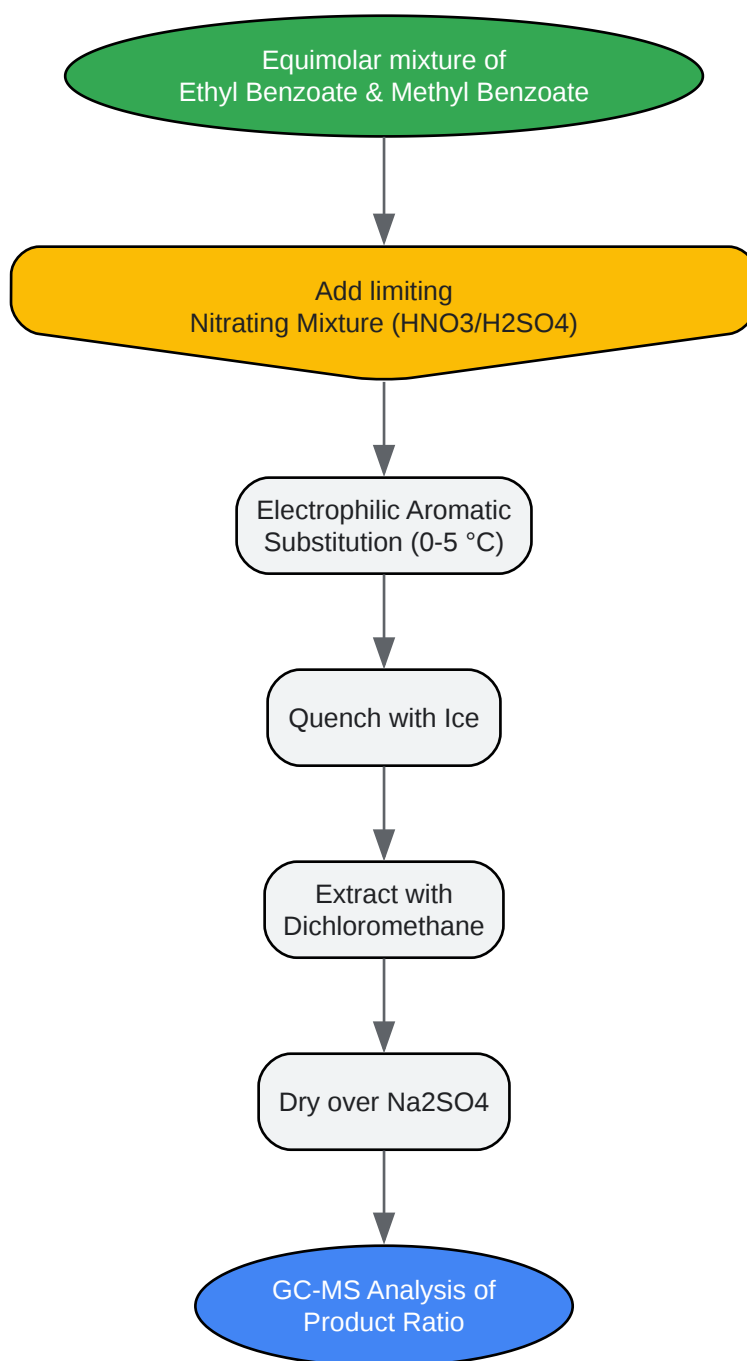 Equimolar mixture of
Ethyl Benzoate & Methyl Benzoate
Add limiting
Nitrating Mixture (HNO3/H2SO4)
Electrophilic Aromatic
Substitution (0-5 °C)
Quench with Ice
Extract with
Dichloromethane
Dry over Na2SO4
GC-MS Analysis of
Product Ratio